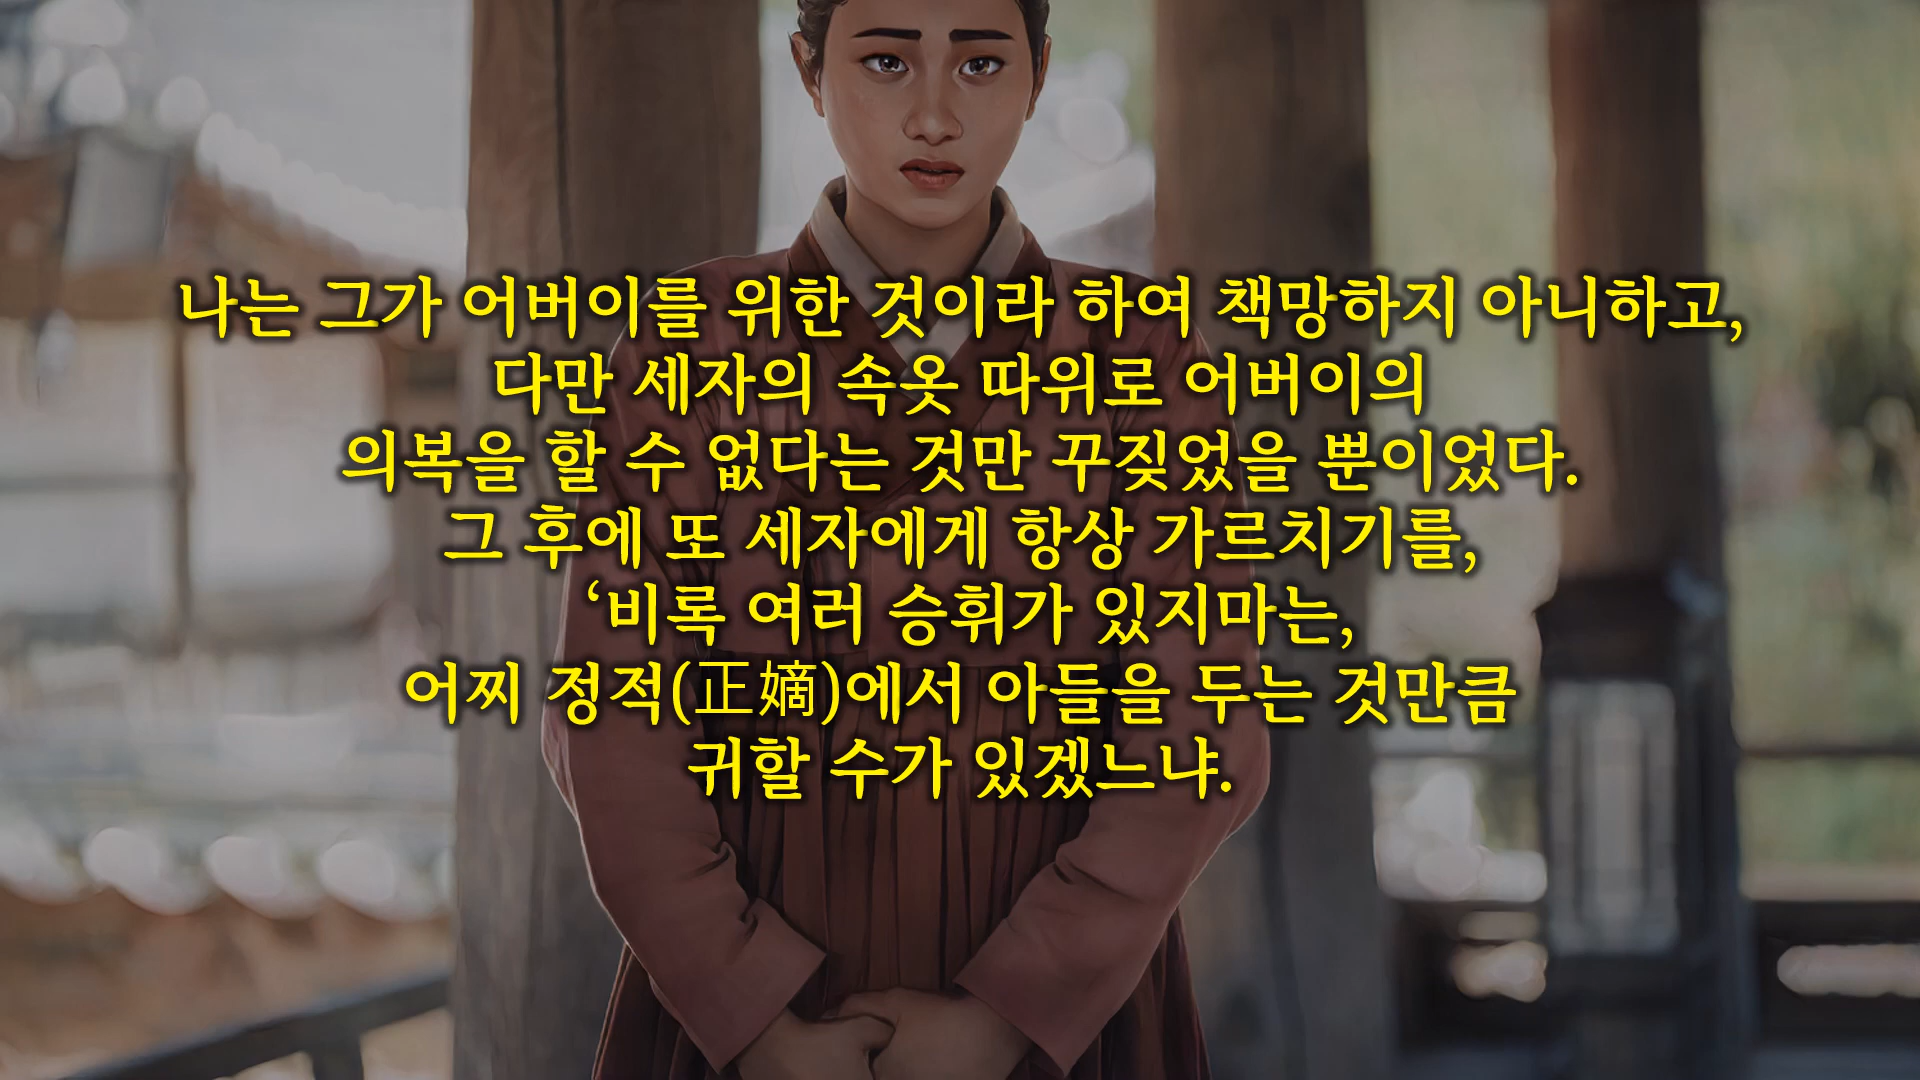 나는 그가 어버이를 위한 것이라 하여 책망하지 아니하고,
다만 세자의 속옷 따위로 어버이의
의복을 할 수 없다는 것만 꾸짖었을 뿐이었다.
그 후에 또 세자에게 항상 가르치기를,
‘비록 여러 승휘가 있지마는,
어찌 정적(正嫡)에서 아들을 두는 것만큼
귀할 수가 있겠느냐.